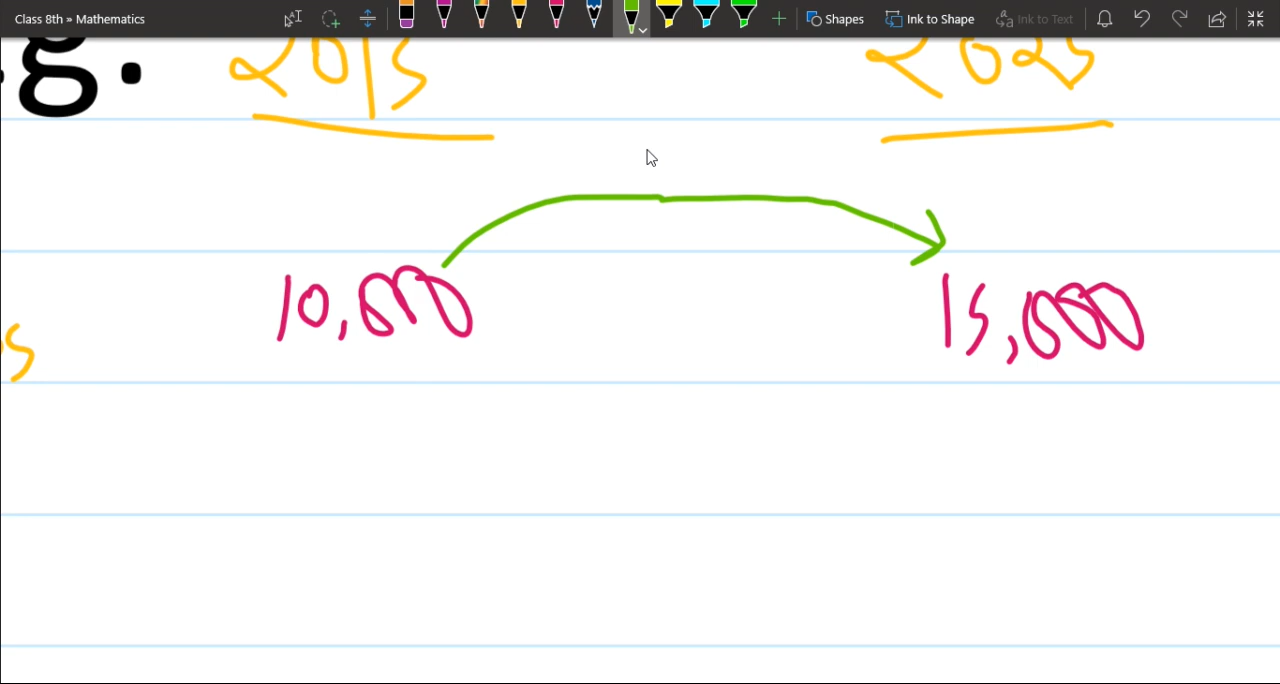 Class 8th » Mathematics Shapes Ink to Shape Ink to Text
g. 2015 2025
10,000 15,000
s